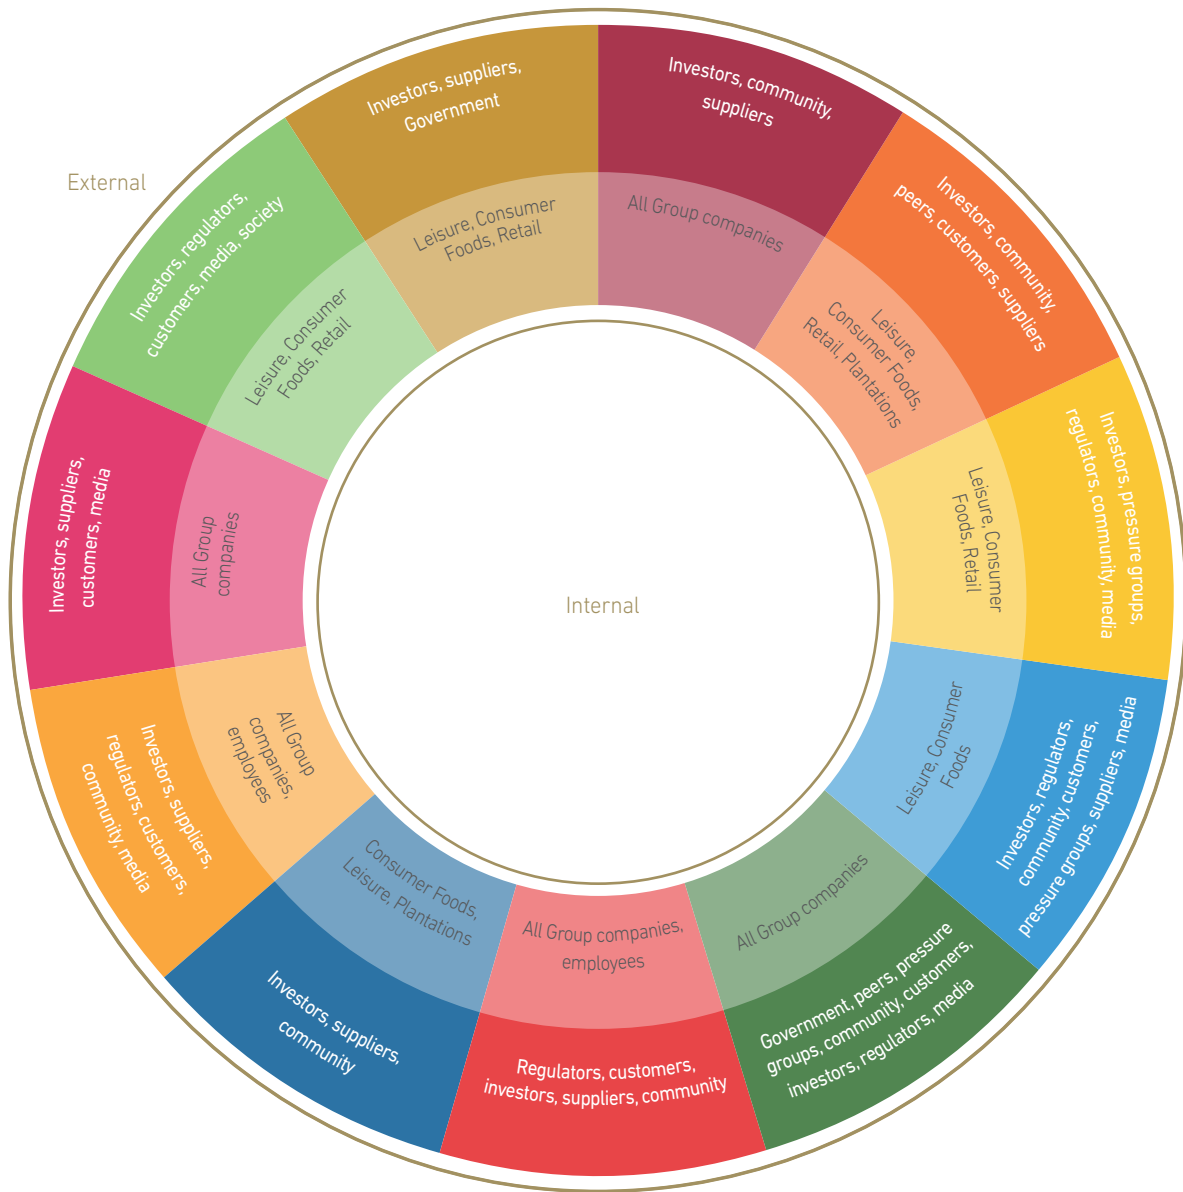 External
Internal
Investors, community,
suppliers
All Group companies
Investors, community,
peers, customers, suppliers
Leisure,
Consumer Foods,
Retail, Plantations
Investors, pressure groups,
regulators, community, media
Leisure, Consumer
Foods, Retail
Investors, regulators,
community, customers,
pressure groups, suppliers, media
Leisure, Consumer
Foods
Government, peers, pressure
groups, community, customers,
investors, regulators, media
All Group companies
Regulators, customers,
investors, suppliers, community
All Group companies,
employees
Investors, suppliers,
community
Consumer Foods,
Leisure, Plantations
Investors, suppliers,
regulators, customers,
community, media
All Group
companies,
employees
Investors, suppliers,
customers, media
All Group
companies
Investors, regulators,
customers, media, society
Leisure, Consumer
Foods, Retail
Investors, suppliers,
Government
Leisure, Consumer
Foods, Retail